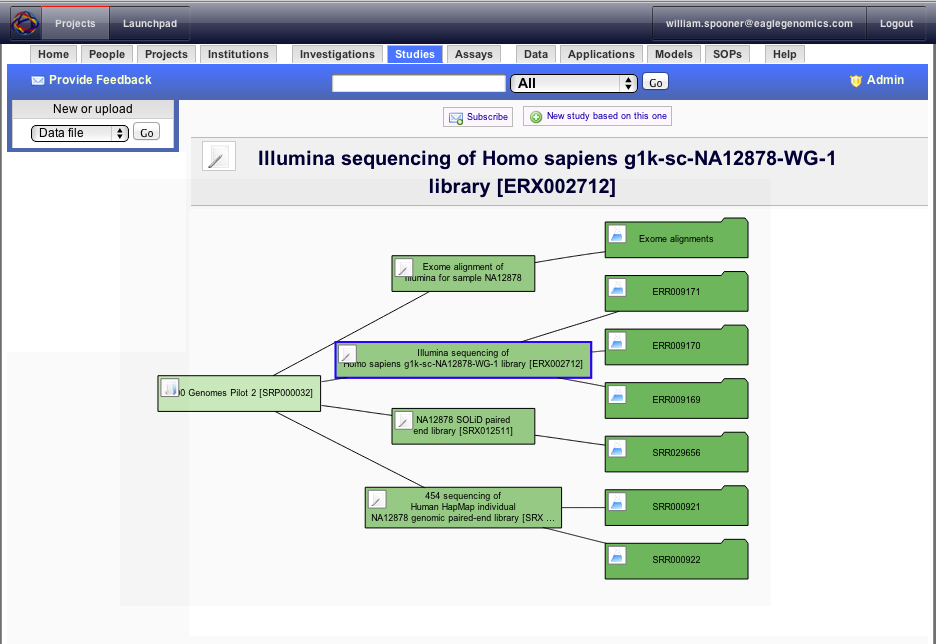 Projects Launchpad william.spooner@eaglegenomics.com Logout
Home People Projects Institutions Investigations Studies Assays Data Applications Models SOPs Help
Provide Feedback All Go Admin
New or upload
Data file Go
Subscribe New study based on this one
Illumina sequencing of Homo sapiens g1k-sc-NA12878-WG-1
library [ERX002712]
Exome alignments
Exome alignment of
Illumina for sample NA12878
ERR009171
ERR009170
Illumina sequencing of
Homo sapiens g1k-sc-NA12878-WG-1 library [ERX002712]
0 Genomes Pilot 2 [SRP000032]
ERR009169
NA12878 SOLiD paired
end library [SRX012511]
SRR029656
454 sequencing of
Human HapMap individual
NA12878 genomic paired-end library [SRX ...
SRR000921
SRR000922